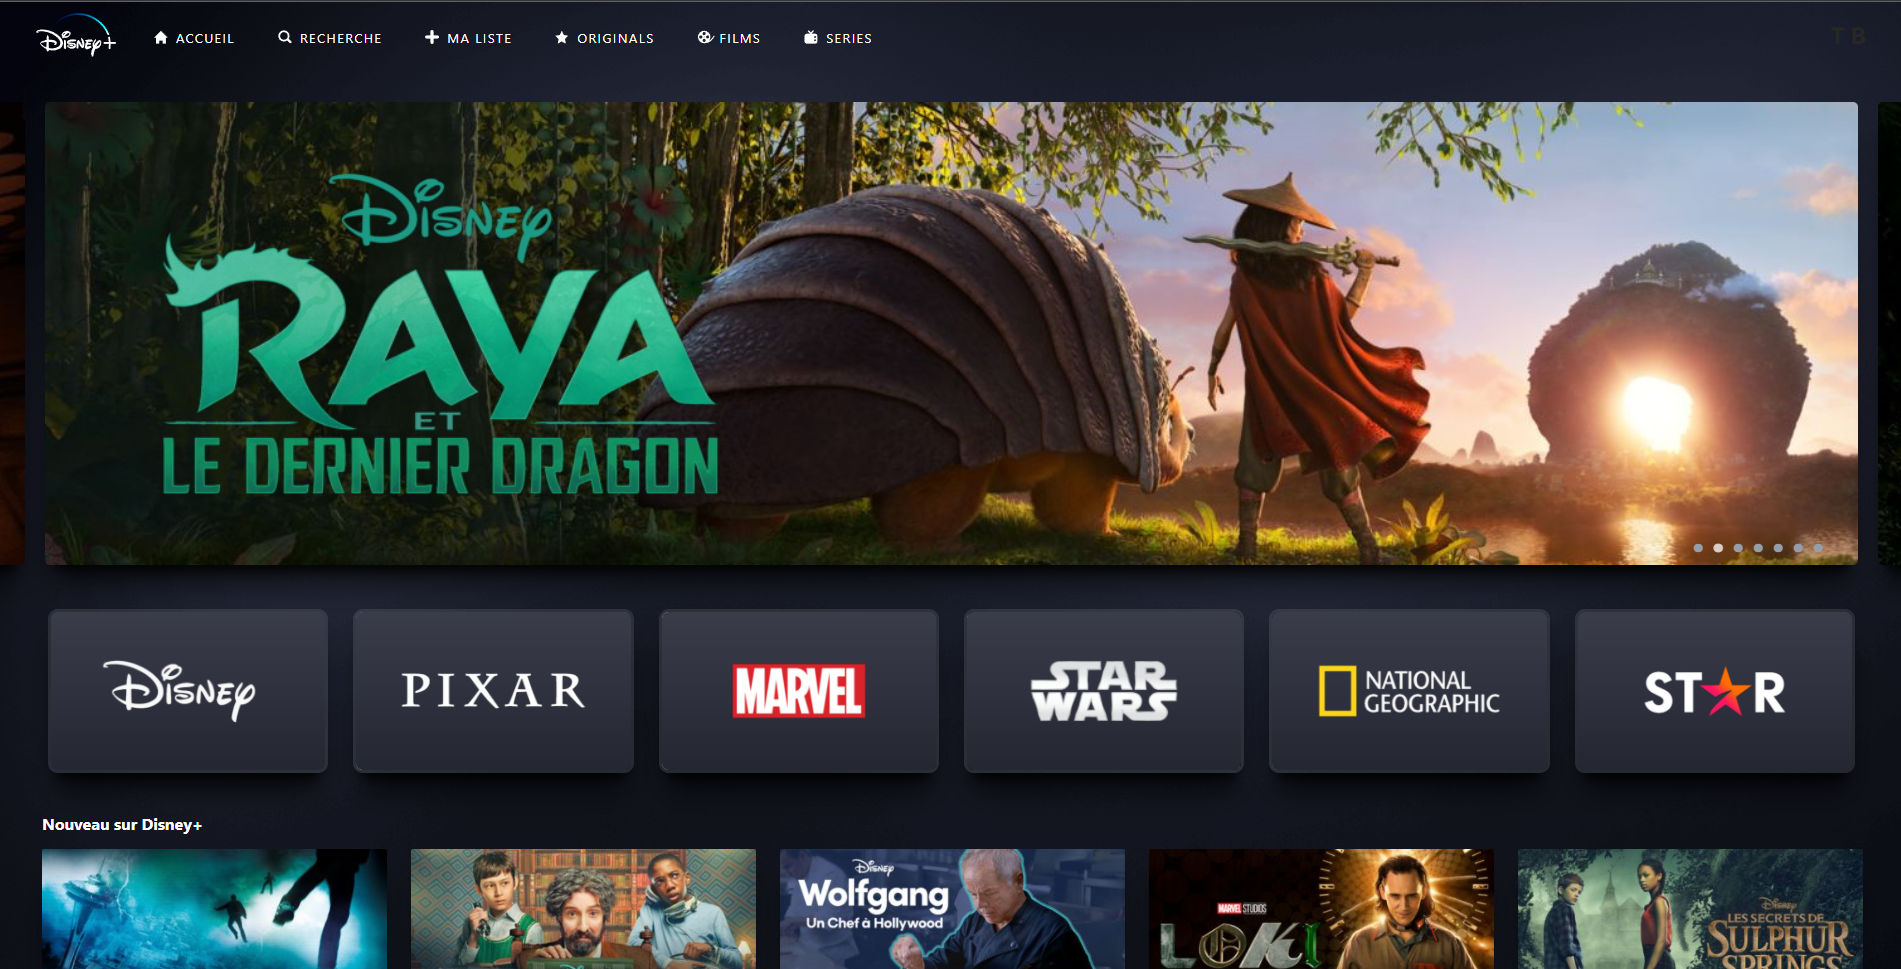 Disney+
ACCUEIL
RECHERCHE
MA LISTE
ORIGINALS
FILMS
SERIES
T B
Disney
RAYA
ET
LE DERNIER DRAGON
Disney
PIXAR
MARVEL
STAR
WARS
NATIONAL
GEOGRAPHIC
STAR
Nouveau sur Disney+
Disney
Wolfgang
Un Chef à Hollywood
MARVEL STUDIOS
LOKI
Disney
LES SECRETS DE
SULPHUR
SPRINGS